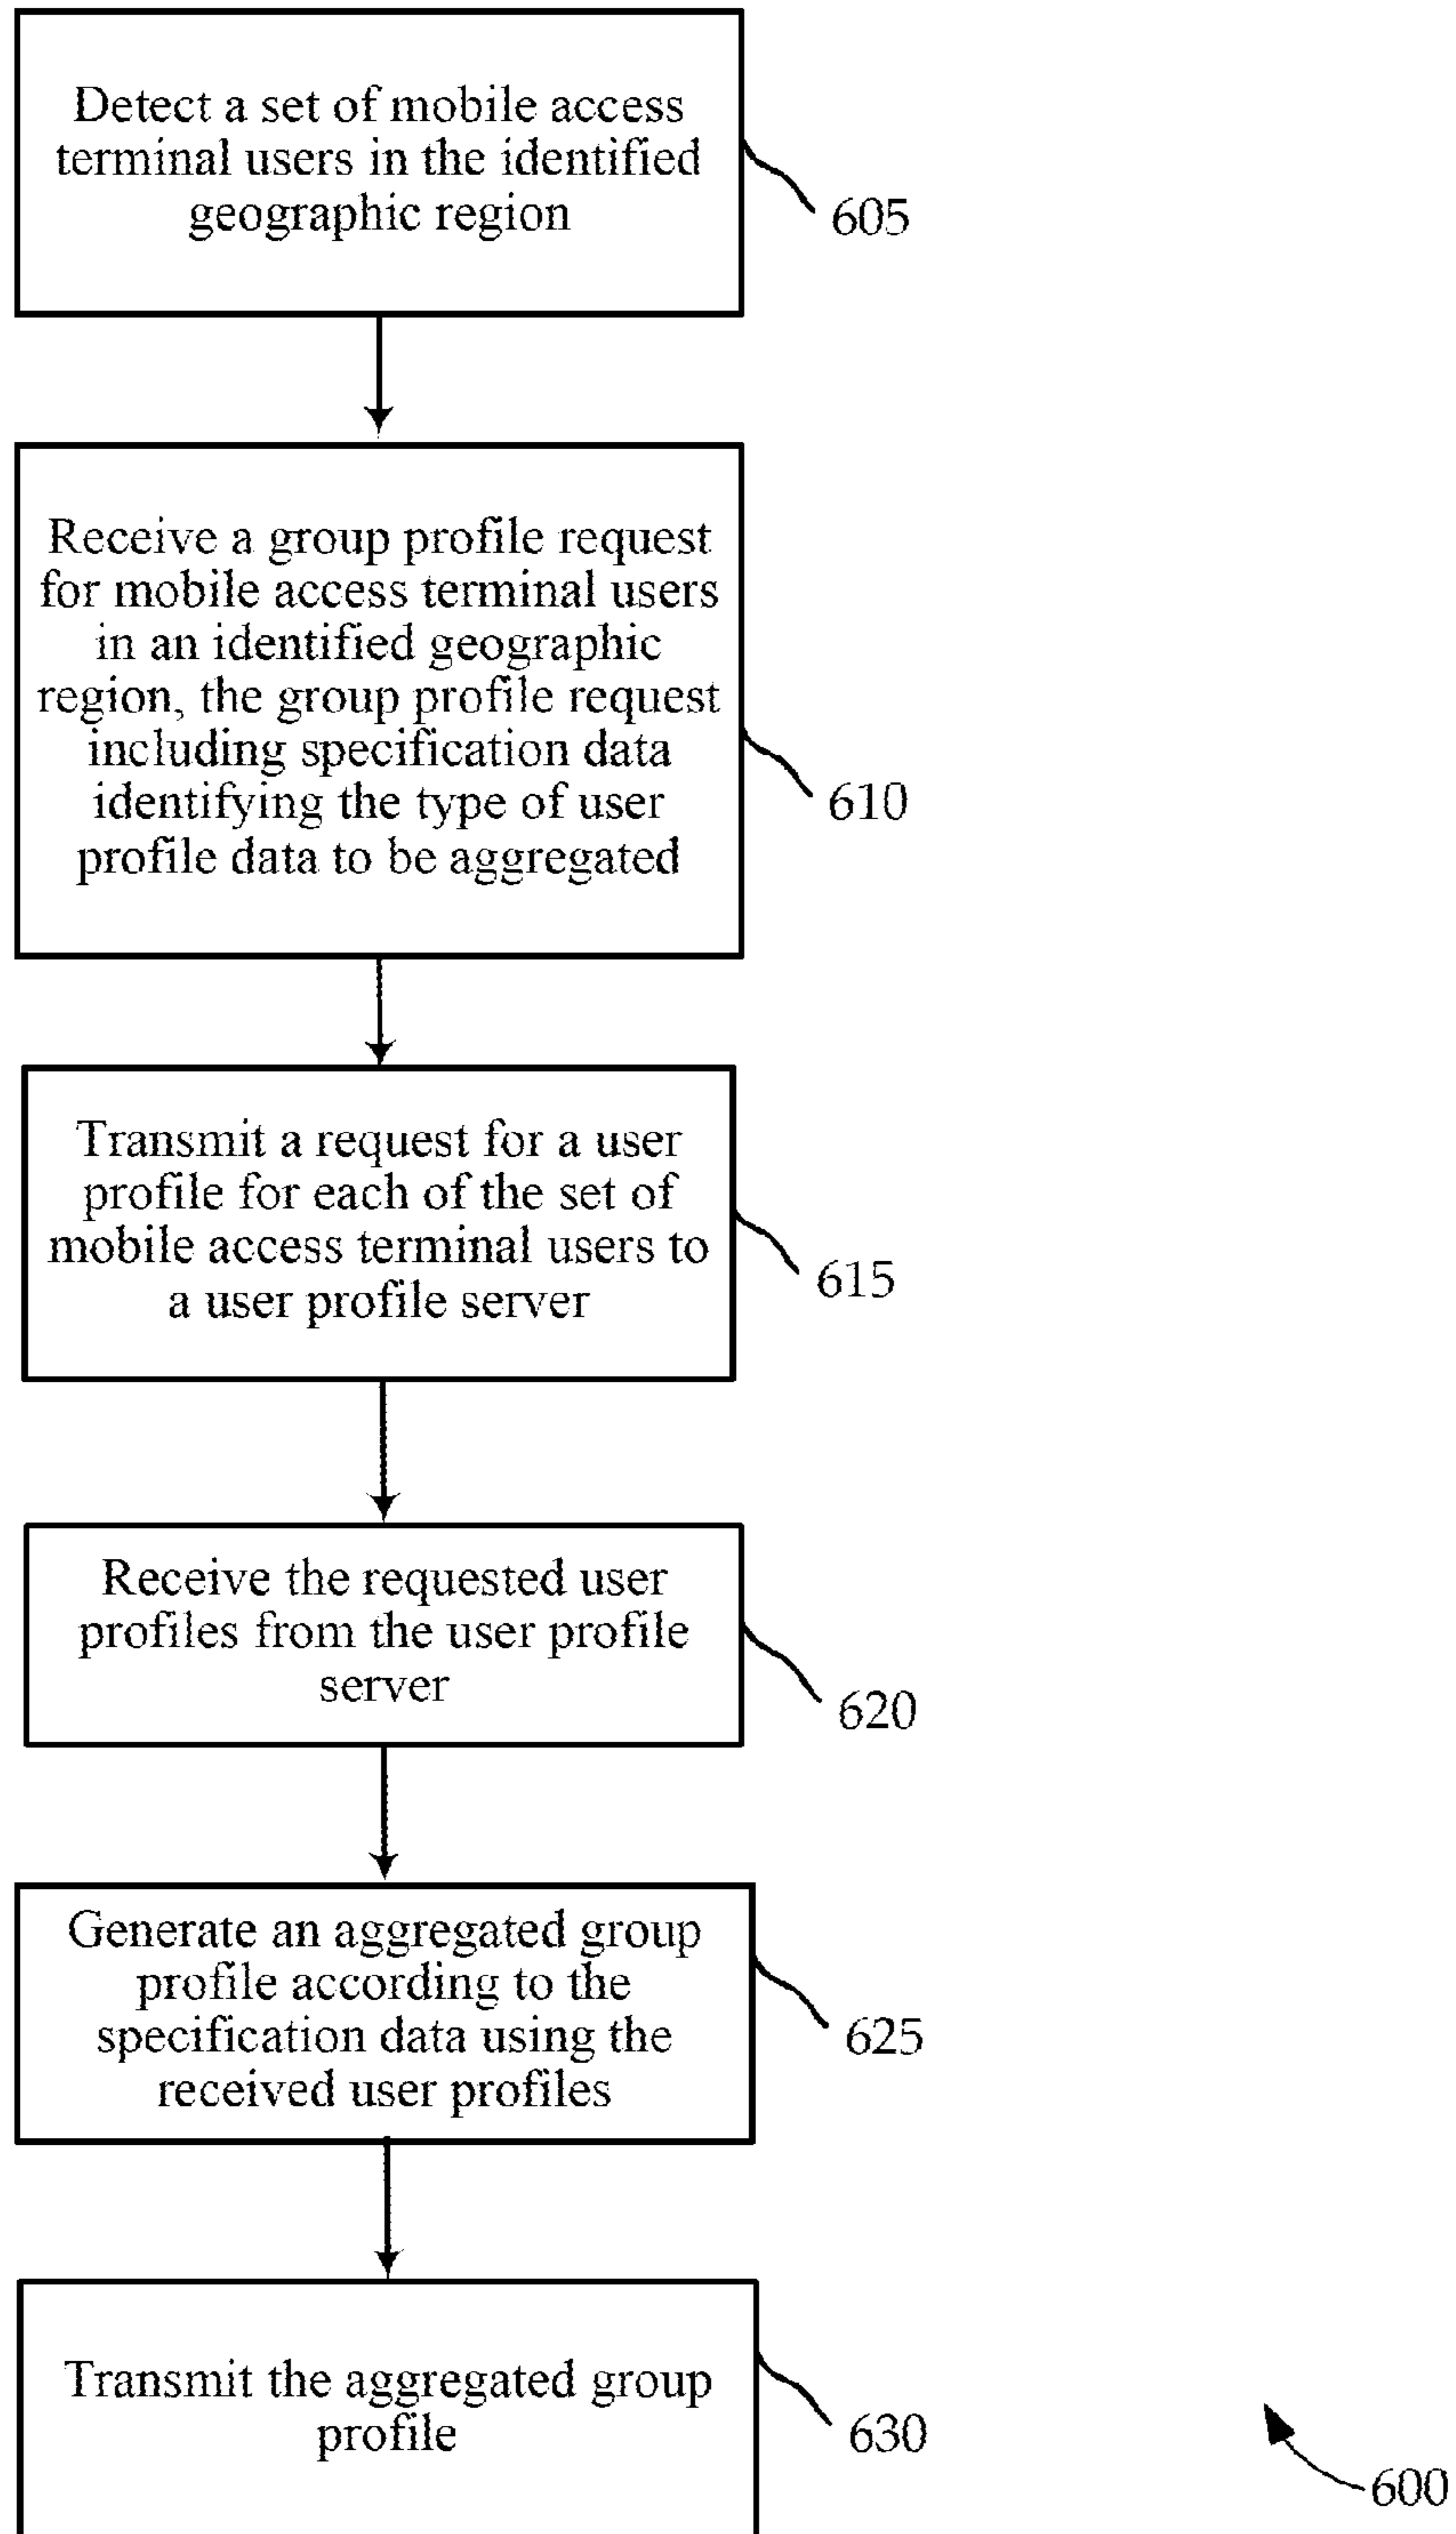 Detect a set of mobile access
terminal users in the identified
geographic region
605
Receive a group profile request
for mobile access terminal users
in an identified geographic
region, the group profile request
including specification data
identifying the type of user
profile data to be aggregated
610
Transmit a request for a user
profile for each of the set of
mobile access terminal users to
a user profile server
615
Receive the requested user
profiles from the user profile
server
620
Generate an aggregated group
profile according to the
specification data using the
received user profiles
625
Transmit the aggregated group
profile
630
600